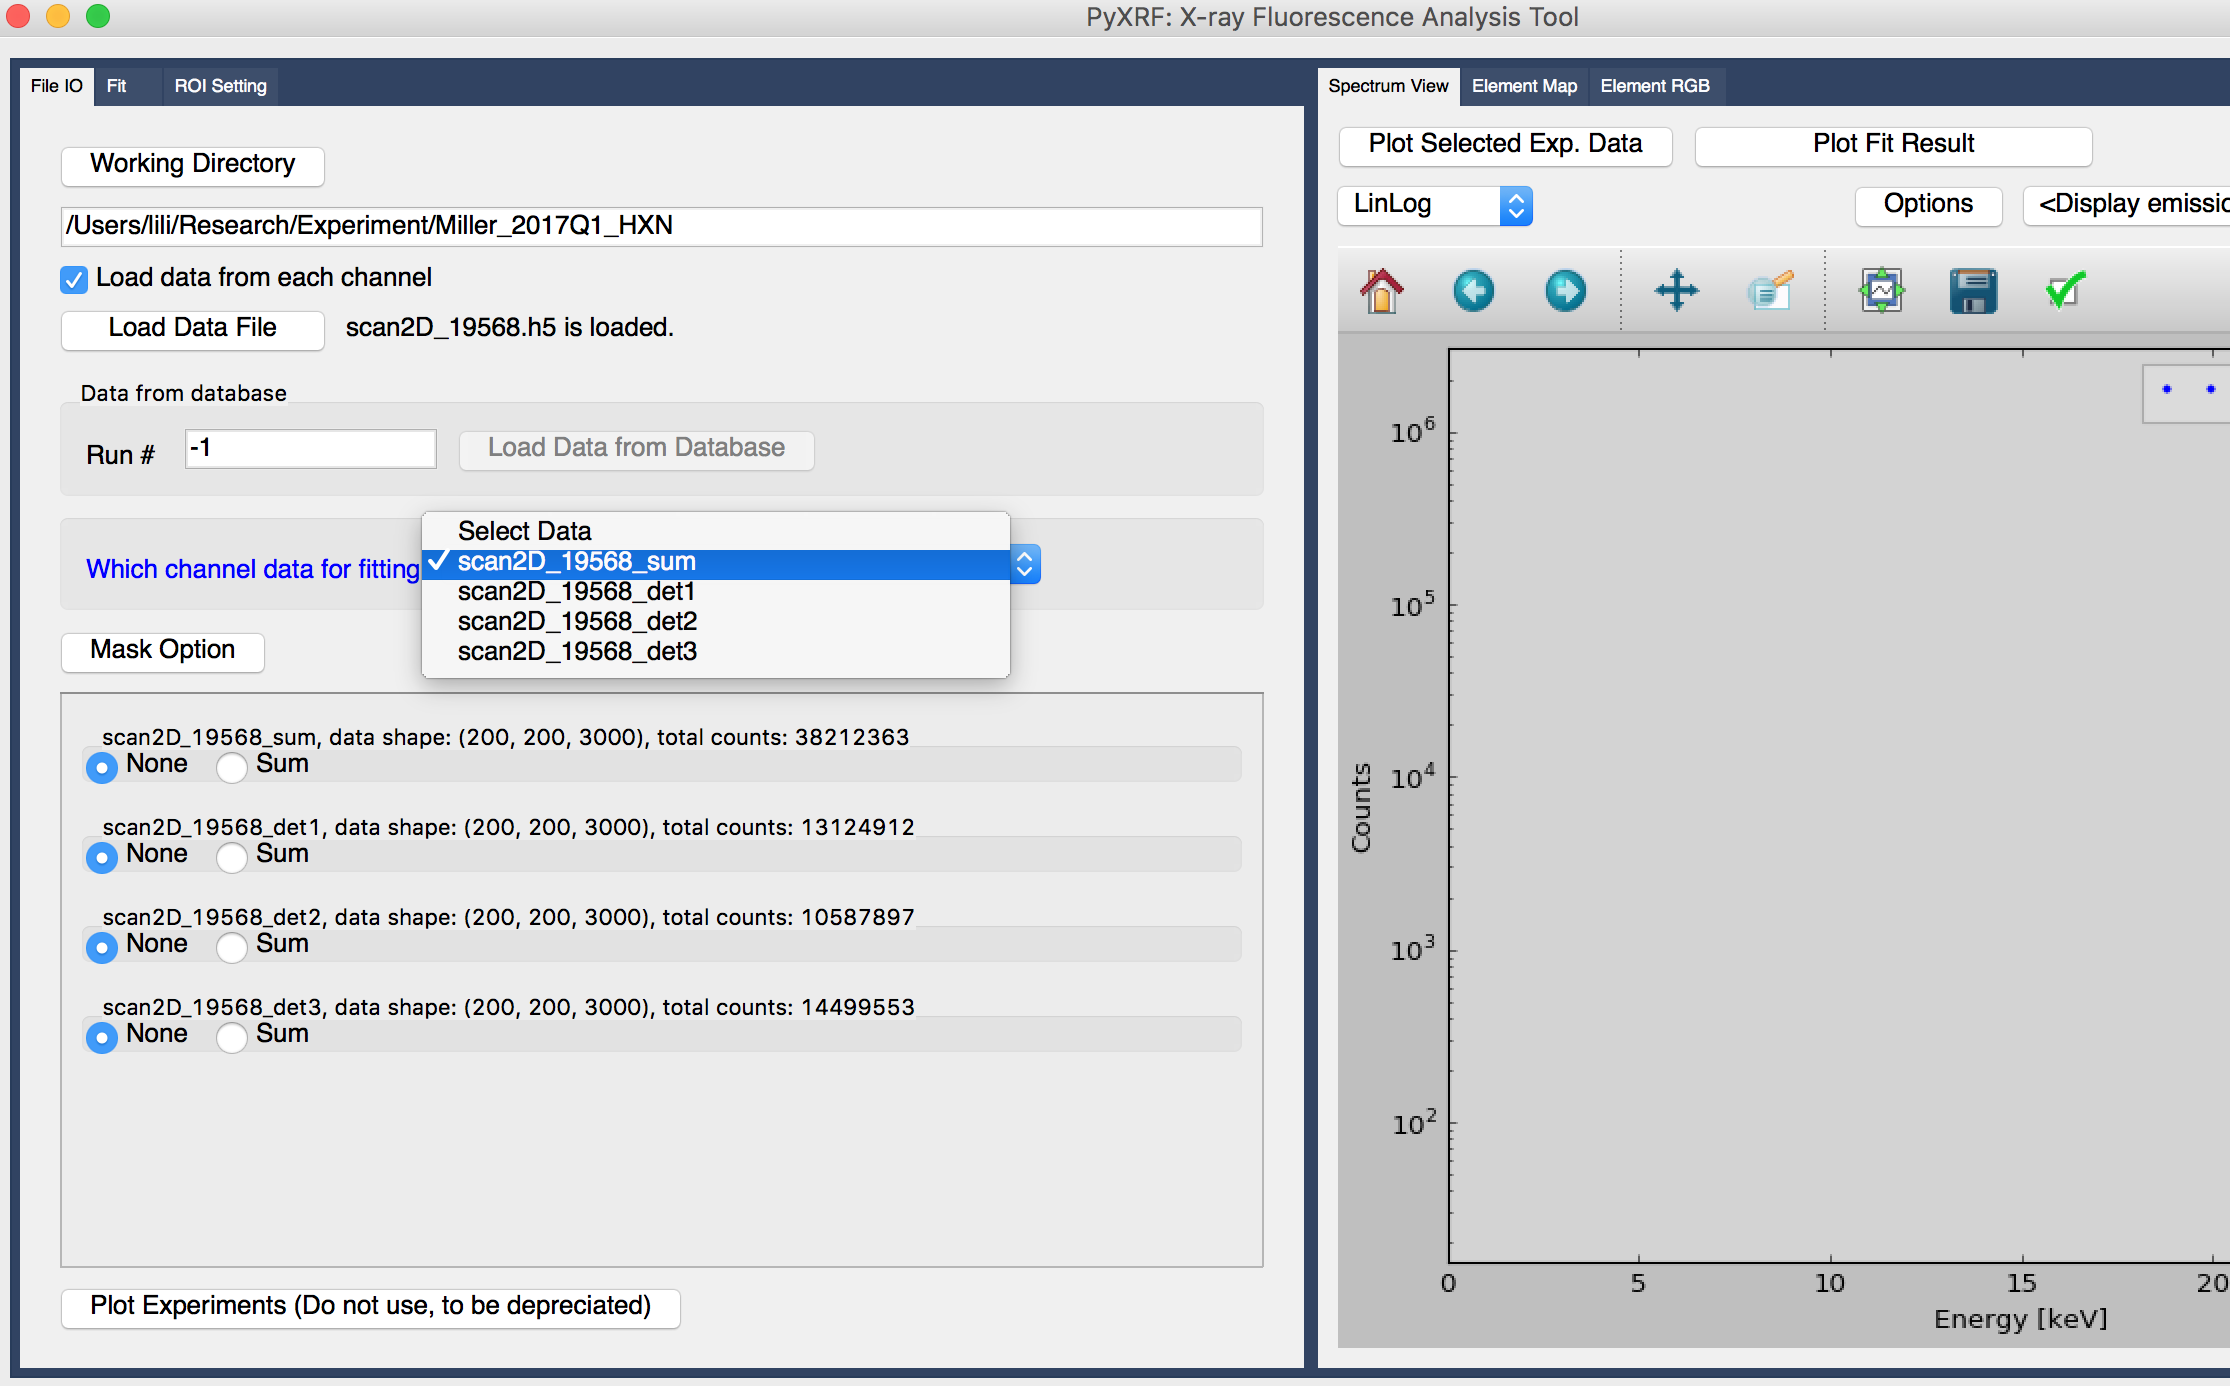 PyXRF: X-ray Fluorescence Analysis Tool
File IO Fit ROI Setting
Working Directory
/Users/lili/Research/Experiment/Miller_2017Q1_HXN
Load data from each channel
Load Data File scan2D_19568.h5 is loaded.
Data from database
Run # -1 Load Data from Database
Select Data
Which channel data for fitting
scan2D_19568_sum
scan2D_19568_det1
scan2D_19568_det2
scan2D_19568_det3
Mask Option
scan2D_19568_sum, data shape: (200, 200, 3000), total counts: 38212363
None Sum
scan2D_19568_det1, data shape: (200, 200, 3000), total counts: 13124912
None Sum
scan2D_19568_det2, data shape: (200, 200, 3000), total counts: 10587897
None Sum
scan2D_19568_det3, data shape: (200, 200, 3000), total counts: 14499553
None Sum
Plot Experiments (Do not use, to be depreciated)
Spectrum View Element Map Element RGB
Plot Selected Exp. Data Plot Fit Result
LinLog Options <Display emissio
10^6
10^5
10^4
10^3
10^2
Counts
0 5 10 15 20
Energy [keV]